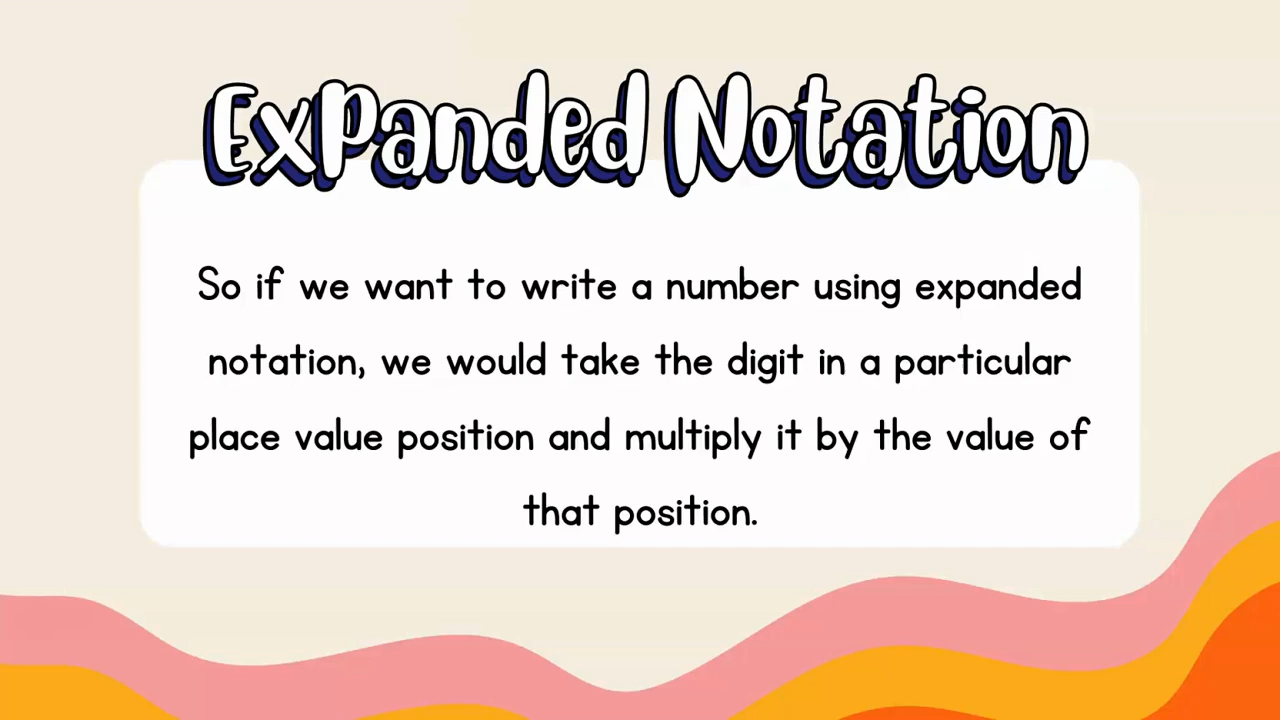 Expanded Notation
So if we want to write a number using expanded
notation, we would take the digit in a particular
place value position and multiply it by the value of
that position.